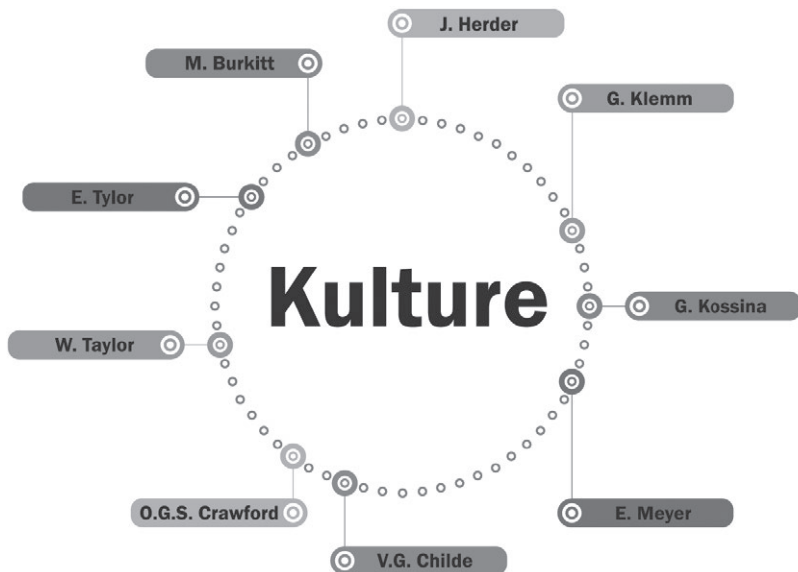 J. Herder
M. Burkitt
G. Klemm
E. Tylor
Kulture
G. Kossina
W. Taylor
O.G.S. Crawford
E. Meyer
V.G. Childe